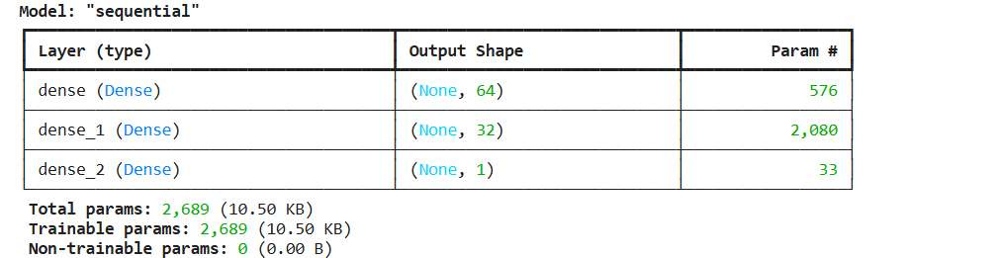 Model: "sequential"
Layer (type) Output Shape Param #
dense (Dense) (None, 64) 576
dense_1 (Dense) (None, 32) 2,080
dense_2 (Dense) (None, 1) 33
Total params: 2,689 (10.50 KB)
Trainable params: 2,689 (10.50 KB)
Non-trainable params: 0 (0.00 B)